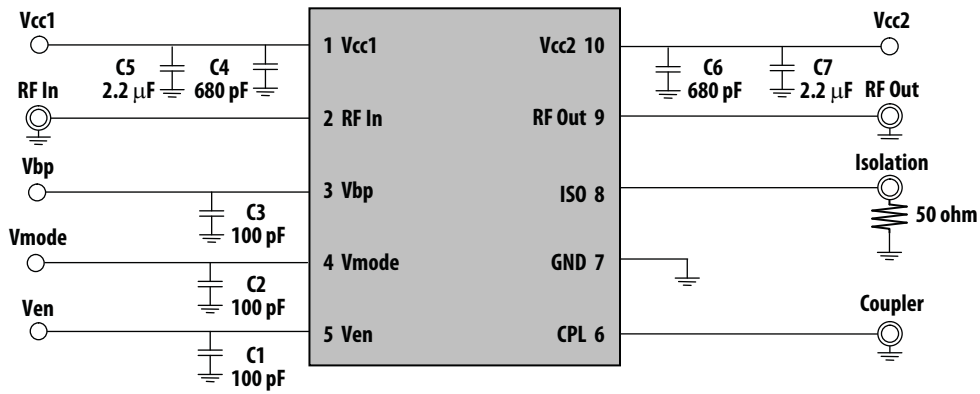 Vcc1
1 Vcc1
C5
2.2 μF
C4
680 pF
RF In
2 RF In
Vbp
3 Vbp
C3
100 pF
Vmode
4 Vmode
C2
100 pF
Ven
5 Ven
C1
100 pF
Vcc2 10
Vcc2
C6
680 pF
C7
2.2 μF
RF Out 9
RF Out
ISO 8
Isolation
50 ohm
GND 7
CPL 6
Coupler